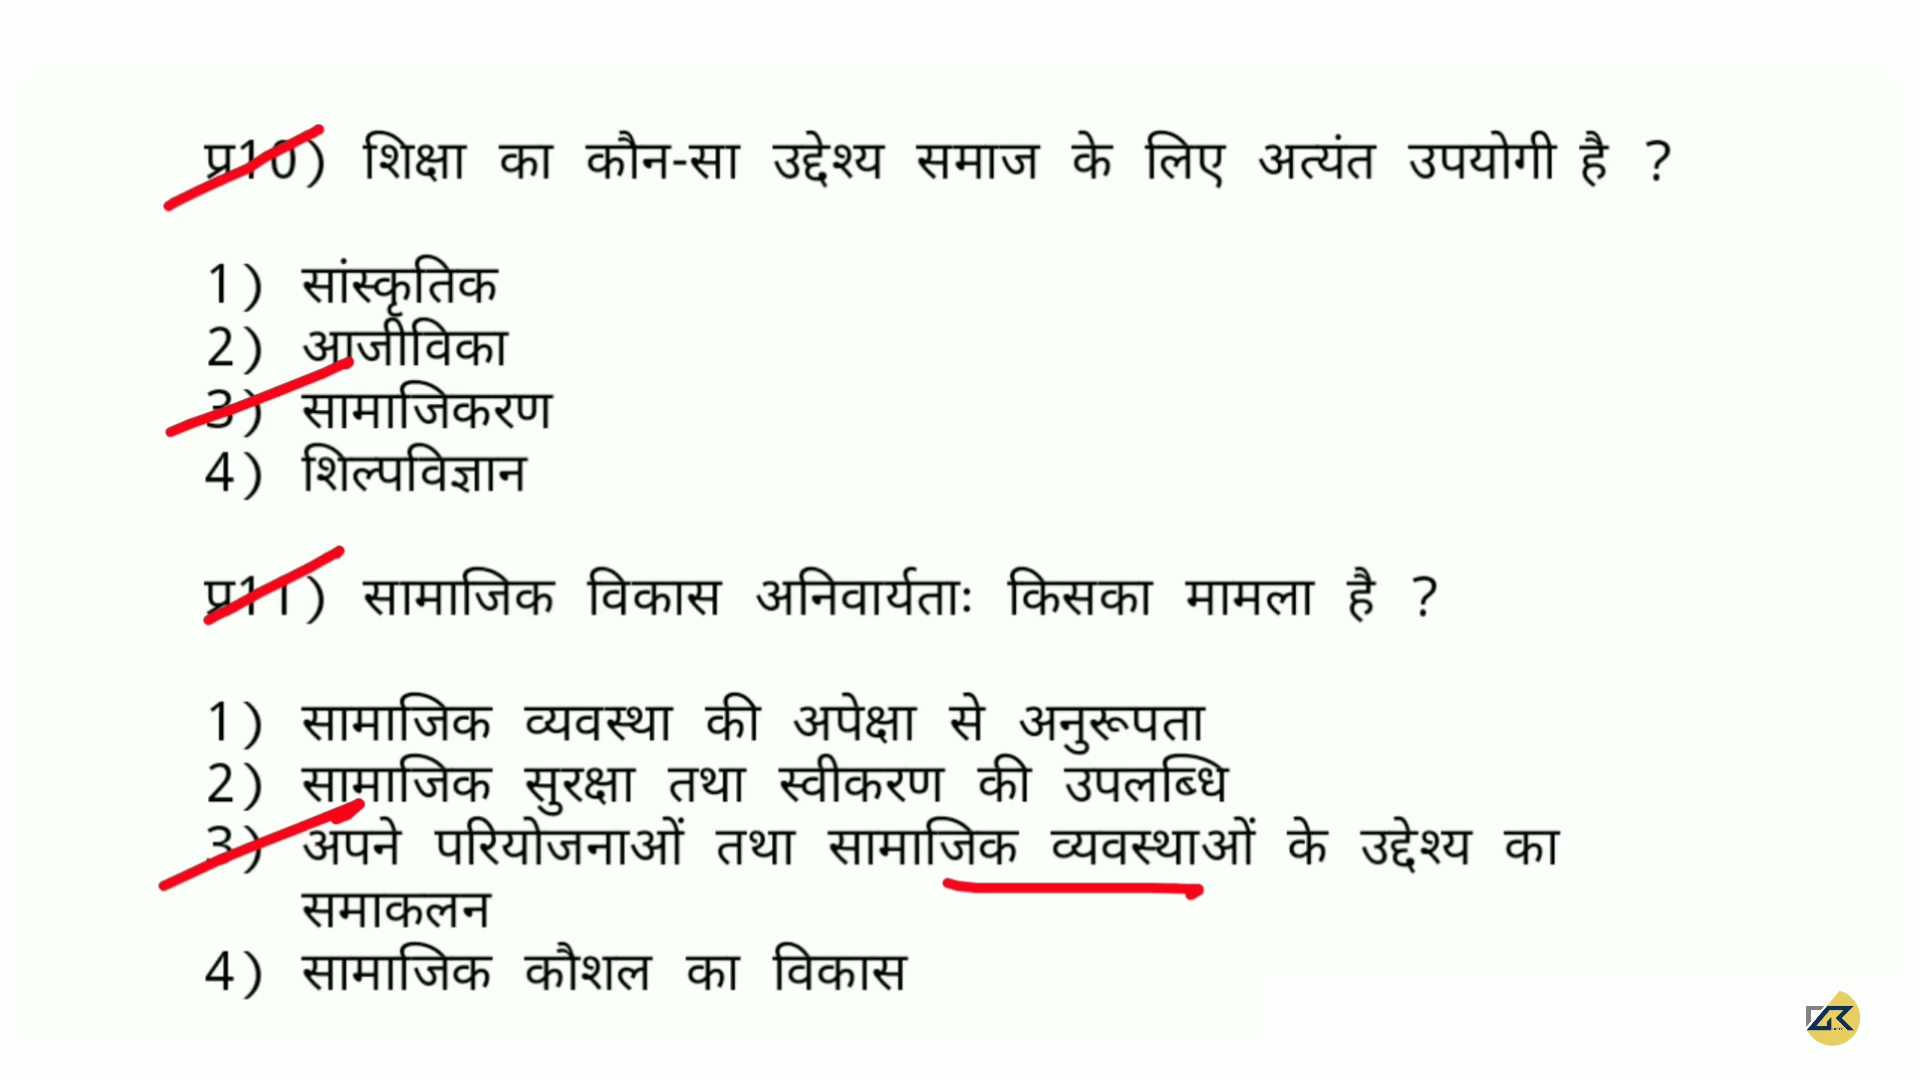 प्र10) शिक्षा का कौन-सा उद्देश्य समाज के लिए अत्यंत उपयोगी है ?
1) सांस्कृतिक
2) आजीविका
3) सामाजिकरण
4) शिल्पविज्ञान
प्र11) सामाजिक विकास अनिवार्यताः किसका मामला है ?
1) सामाजिक व्यवस्था की अपेक्षा से अनुरूपता
2) सामाजिक सुरक्षा तथा स्वीकरण की उपलब्धि
3) अपने परियोजनाओं तथा सामाजिक व्यवस्थाओं के उद्देश्य का
समाकलन
4) सामाजिक कौशल का विकास